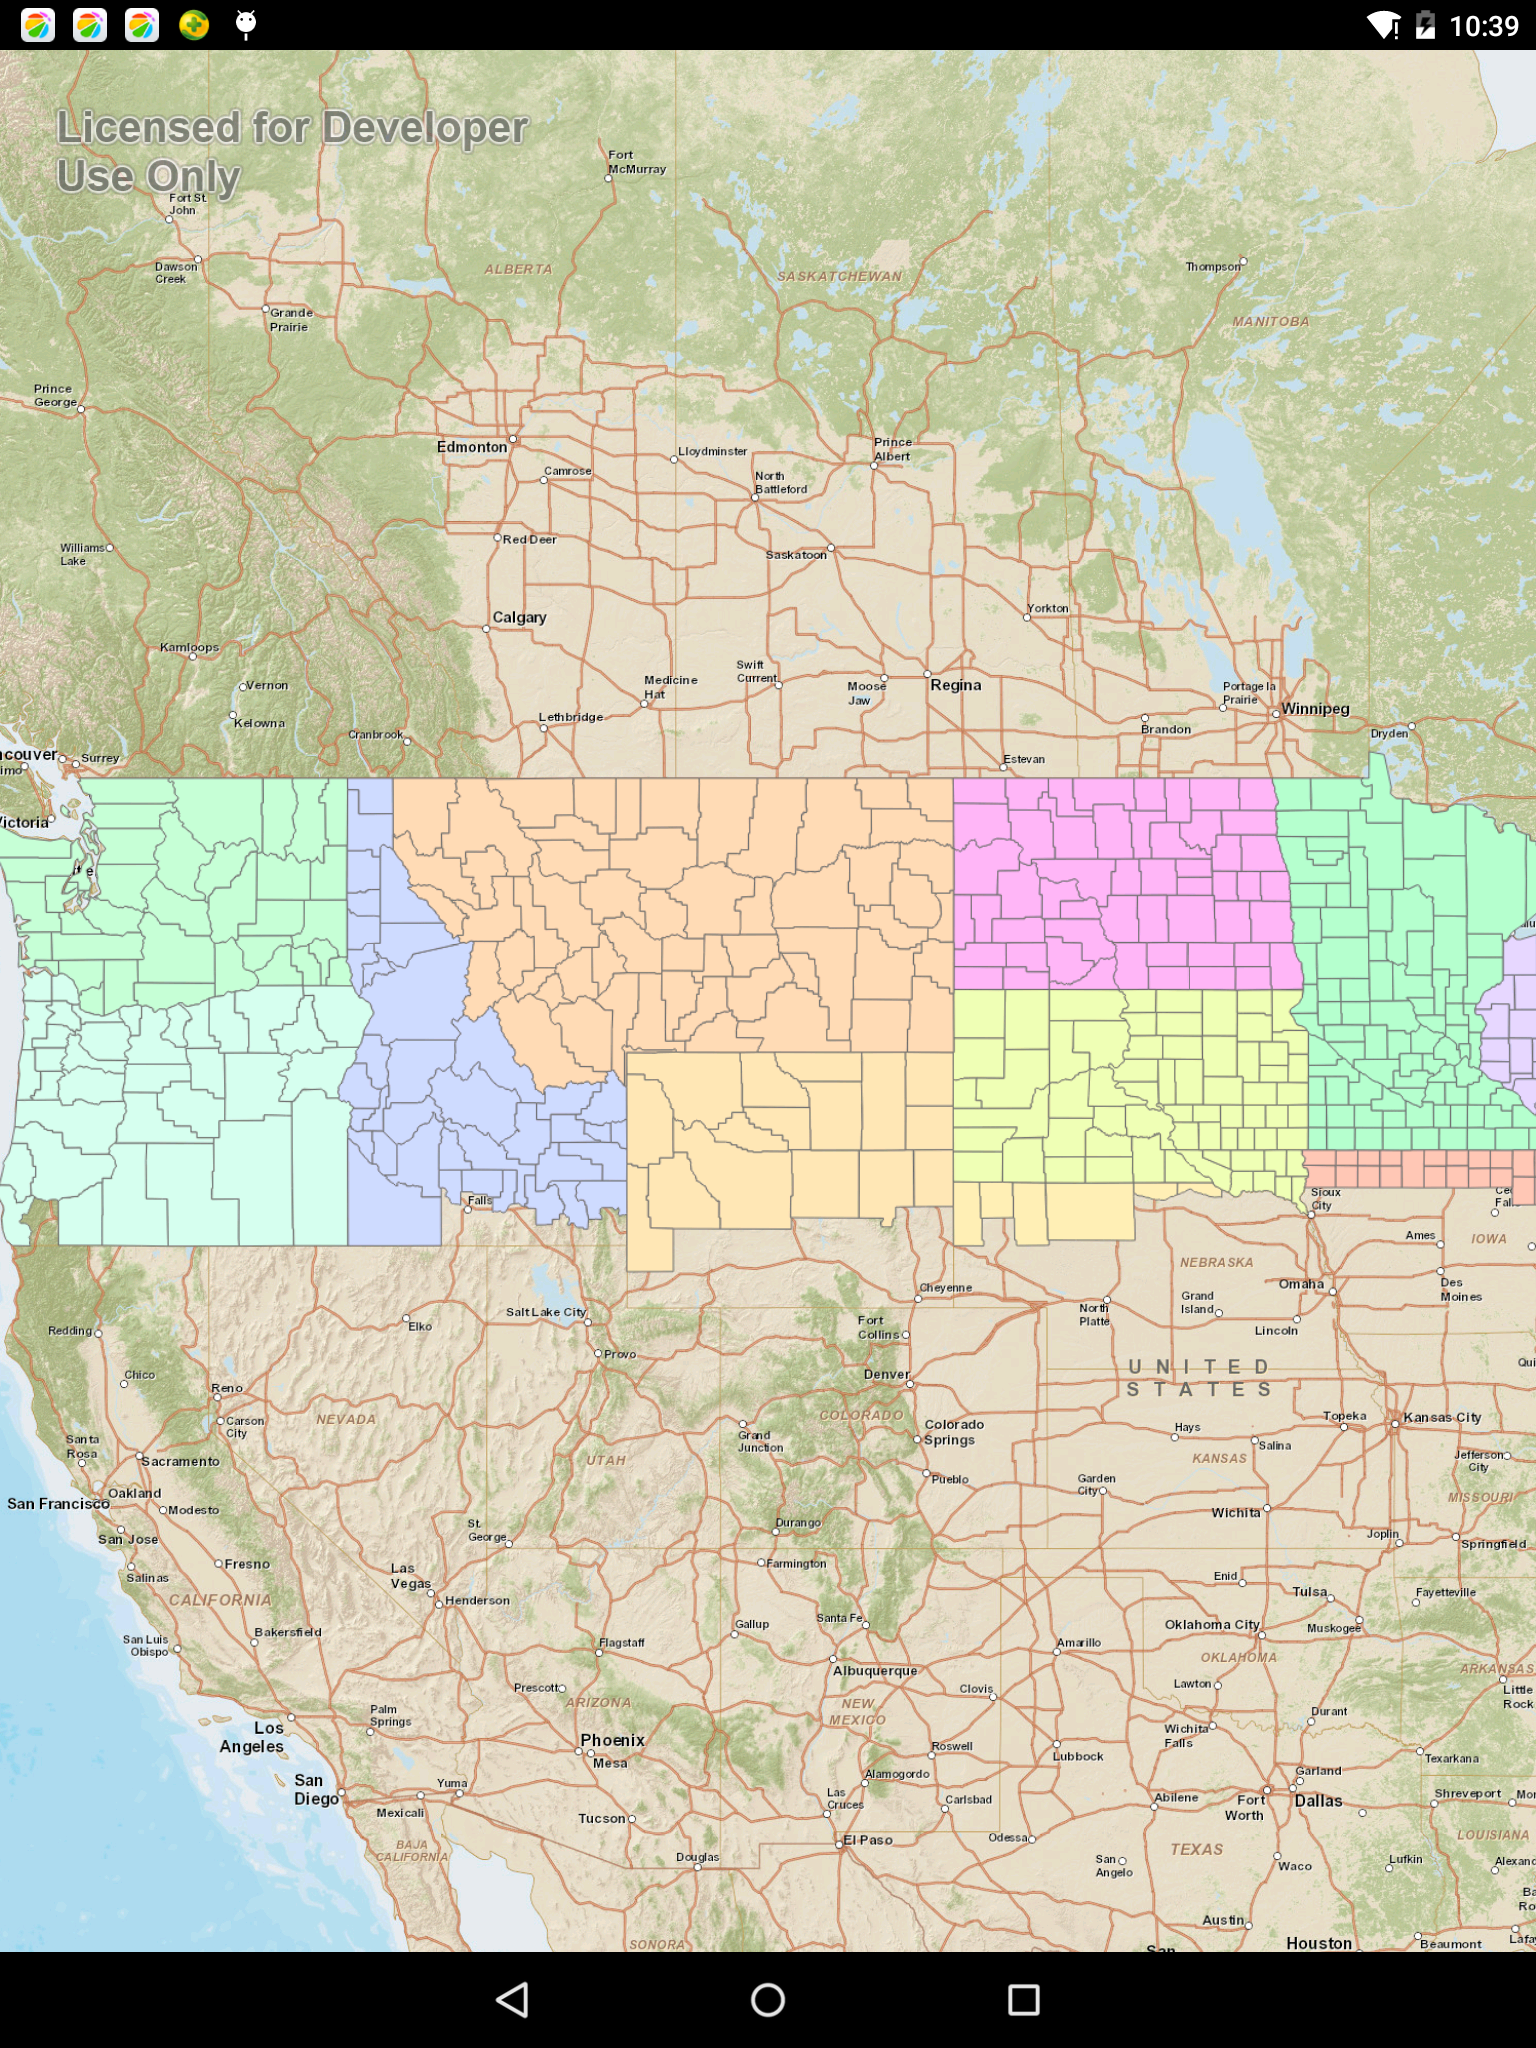 10:39
Licensed for Developer
Use Only
Fort
McMurray
Fort St.
John
Dawson
Creek
ALBERTA
SASKATCHEWAN
Thompson
Grande
Prairie
MANITOBA
Prince
George
Edmonton
Camrose
Lloydminster
Prince
Albert
North
Battleford
Williams
Lake
Red Deer
Saskatoon
Calgary
Yorkton
Kamloops
Vernon
Kelowna
Medicine
Hat
Swift
Current
Moose
Jaw
Regina
Portage la
Prairie
Winnipeg
Lethbridge
Cranbrook
Brandon
Dryden
ncouver
imo
Surrey
Estevan
Victoria
Falls
Sioux
City
Ames
IOWA
NEBRASKA
Omaha
Des
Moines
Cheyenne
North
Platte
Grand
Island
Lincoln
Salt Lake City
Elko
Redding
Fort
Collins
Provo
Chico
Denver
UNITED
STATES
Qui
Reno
Carson
City
NEVADA
COLORADO
Colorado
Springs
Grand
Junction
Hays
Topeka
Kansas City
Salina
Santa
Rosa
Sacramento
UTAH
KANSAS
Jefferson
City
Pueblo
Garden
City
MISSOURI
Oakland
San Francisco
Modesto
San Jose
St.
George
Durango
Wichita
Joplin
Springfield
Fresno
Salinas
Las
Vegas
Farmington
Enid
Tulsa
Fayetteville
CALIFORNIA
Henderson
Santa Fe
Gallup
Oklahoma City
Muskogee
San Luis
Obispo
Bakersfield
Flagstaff
Amarillo
Albuquerque
OKLAHOMA
ARKANSAS
Prescott
ARIZONA
Clovis
Lawton
Little
Rock
NEW
MEXICO
Palm
Springs
Los
Angeles
Phoenix
Mesa
Durant
Wichita
Falls
Roswell
Lubbock
Texarkana
San
Diego
Yuma
Mexicali
Alamogordo
Las
Cruces
Carlsbad
Garland
Fort
Worth
Dallas
Abilene
Shreveport
Mon
Tucson
El Paso
Odessa
BAJA
CALIFORNIA
TEXAS
LOUISIANA
Douglas
San
Angelo
Waco
Lufkin
Alexand
Ba
Ro
Austin
SONORA
San
Houston
Beaumont
Lafay